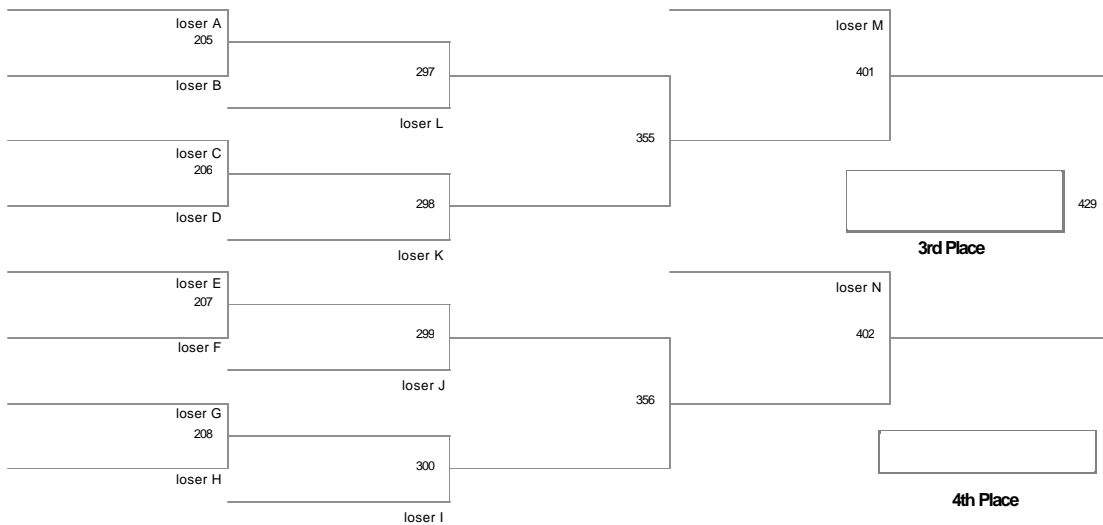 loser A
205
loser B
297
loser L
loser C
206
loser D
298
loser K
355
loser M
401
429
3rd Place
loser E
207
loser F
299
loser J
loser G
208
loser H
300
loser I
356
loser N
402
4th Place